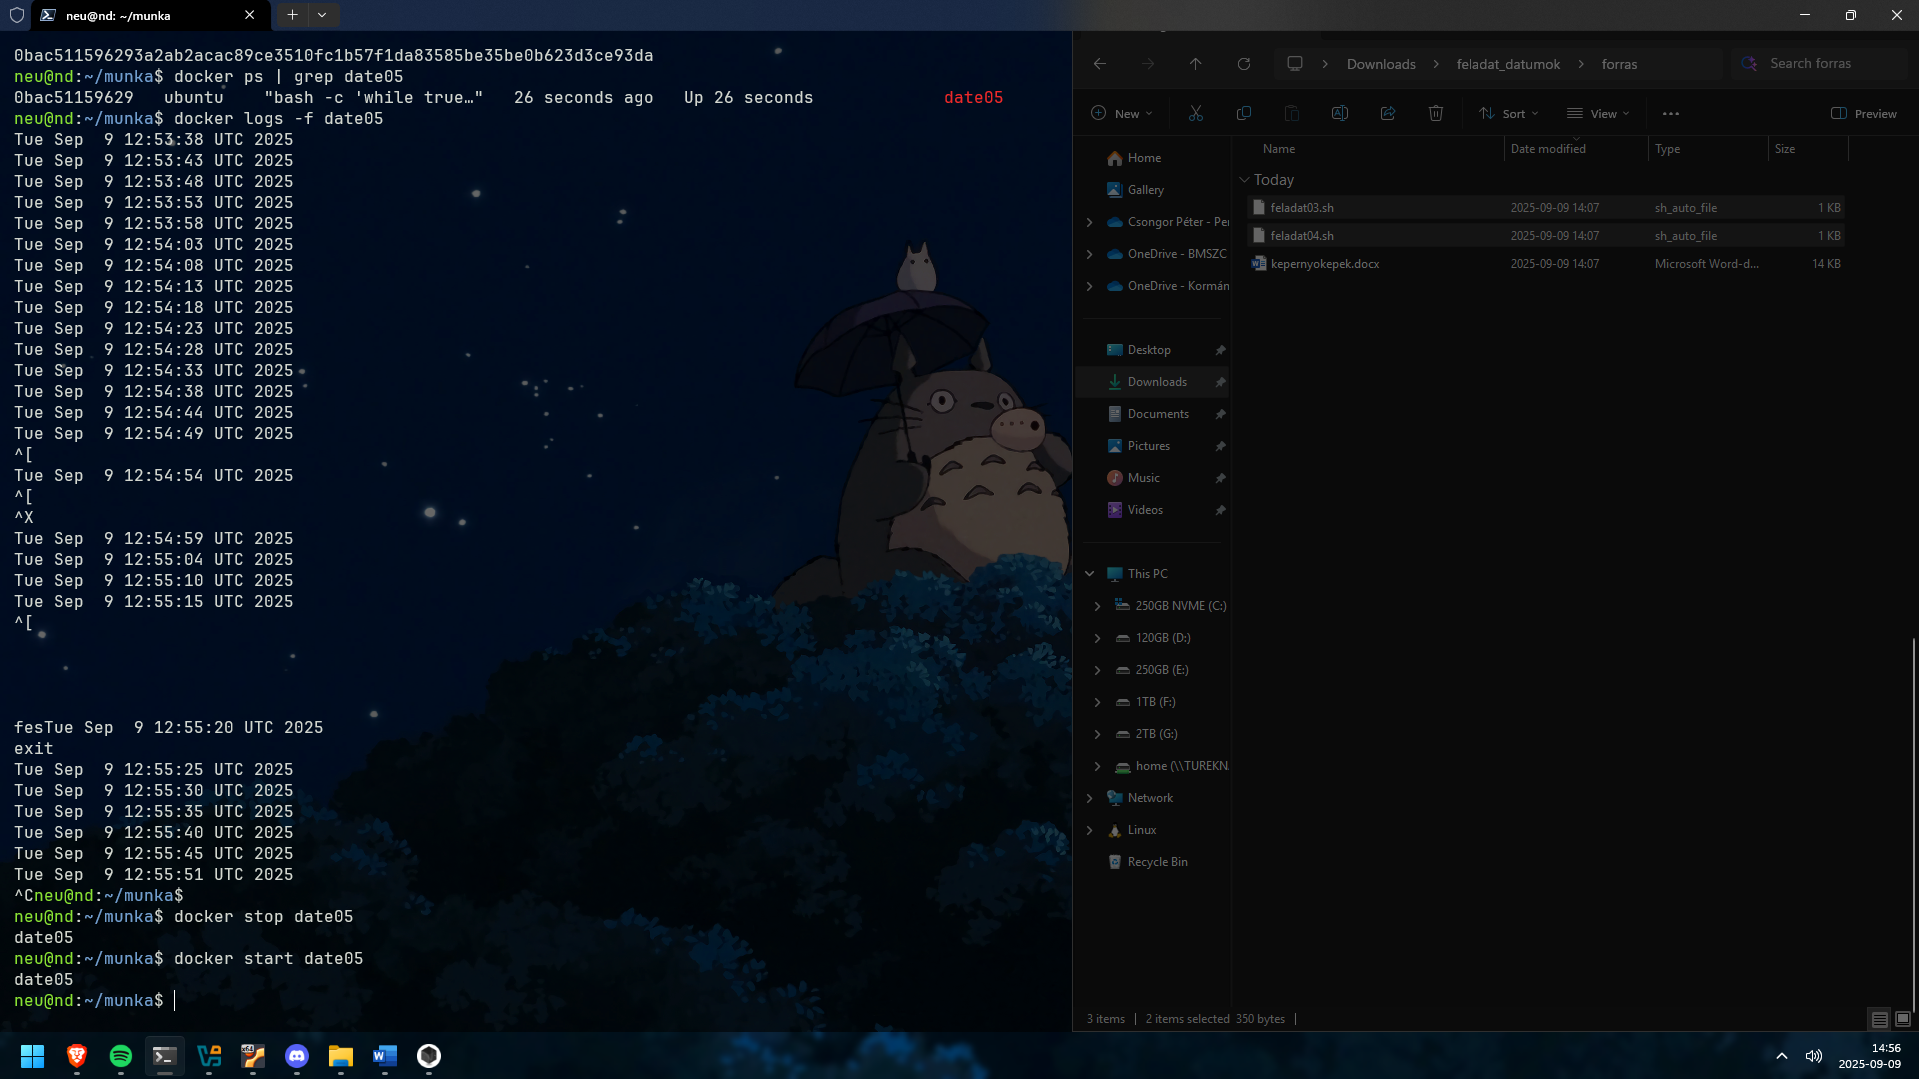 neu@nd: ~/munka
0bac511596293a2ab2acac89ce3510fc1b57f1da83585be35be0b623d3ce93da
neu@nd:~/munka$ docker ps | grep date05
0bac51159629 ubuntu "bash -c 'while true…" 26 seconds ago Up 26 seconds date05
neu@nd:~/munka$ docker logs -f date05
Tue Sep 9 12:53:38 UTC 2025
Tue Sep 9 12:53:43 UTC 2025
Tue Sep 9 12:53:48 UTC 2025
Tue Sep 9 12:53:53 UTC 2025
Tue Sep 9 12:53:58 UTC 2025
Tue Sep 9 12:54:03 UTC 2025
Tue Sep 9 12:54:08 UTC 2025
Tue Sep 9 12:54:13 UTC 2025
Tue Sep 9 12:54:18 UTC 2025
Tue Sep 9 12:54:23 UTC 2025
Tue Sep 9 12:54:28 UTC 2025
Tue Sep 9 12:54:33 UTC 2025
Tue Sep 9 12:54:38 UTC 2025
Tue Sep 9 12:54:44 UTC 2025
Tue Sep 9 12:54:49 UTC 2025
^[
Tue Sep 9 12:54:54 UTC 2025
^[
^X
Tue Sep 9 12:54:59 UTC 2025
Tue Sep 9 12:55:04 UTC 2025
Tue Sep 9 12:55:10 UTC 2025
Tue Sep 9 12:55:15 UTC 2025
^[
fesTue Sep 9 12:55:20 UTC 2025
exit
Tue Sep 9 12:55:25 UTC 2025
Tue Sep 9 12:55:30 UTC 2025
Tue Sep 9 12:55:35 UTC 2025
Tue Sep 9 12:55:40 UTC 2025
Tue Sep 9 12:55:45 UTC 2025
Tue Sep 9 12:55:51 UTC 2025
^Cneu@nd:~/munka$
neu@nd:~/munka$ docker stop date05
date05
neu@nd:~/munka$ docker start date05
date05
neu@nd:~/munka$
Downloads feladat_datumok forras Search forras
New Sort View Preview
Name Date modified Type Size
Today
feladat03.sh 2025-09-09 14:07 sh_auto_file 1 KB
feladat04.sh 2025-09-09 14:07 sh_auto_file 1 KB
kepernyokepek.docx 2025-09-09 14:07 Microsoft Word-d... 14 KB
Home
Gallery
Csongor Péter - Per
OneDrive - BMSZC
OneDrive - Kormán
Desktop
Downloads
Documents
Pictures
Music
Videos
This PC
250GB NVME (C:)
120GB (D:)
250GB (E:)
1TB (F:)
2TB (G:)
home (\\TUREKN.
Network
Linux
Recycle Bin
3 items 2 items selected 350 bytes
x64
14:56
2025-09-09